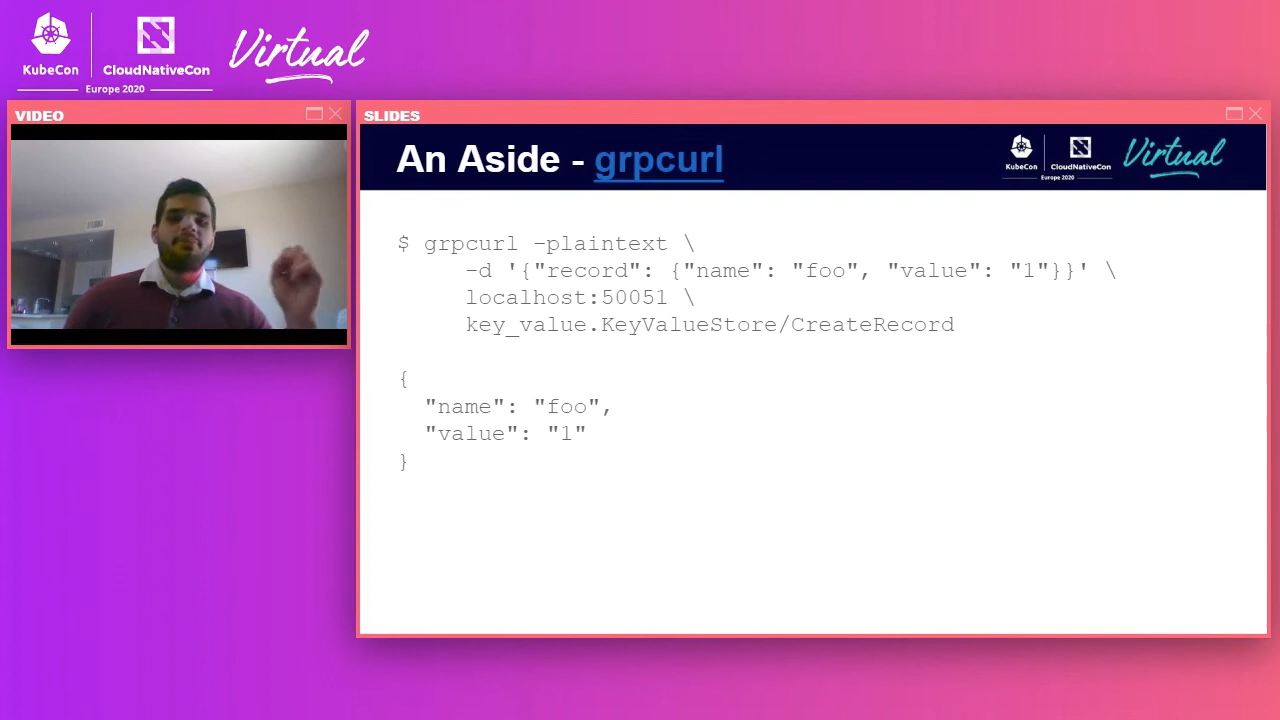 KubeCon
CloudNativeCon
Virtual
Europe 2020
VIDEO
SLIDES
An Aside - grpcurl
KubeCon
CloudNativeCon
Virtual
Europe 2020
$ grpcurl -plaintext \
-d '{"record": {"name": "foo", "value": "1"}}' \
localhost:50051 \
key_value.KeyValueStore/CreateRecord
{
"name": "foo",
"value": "1"
}